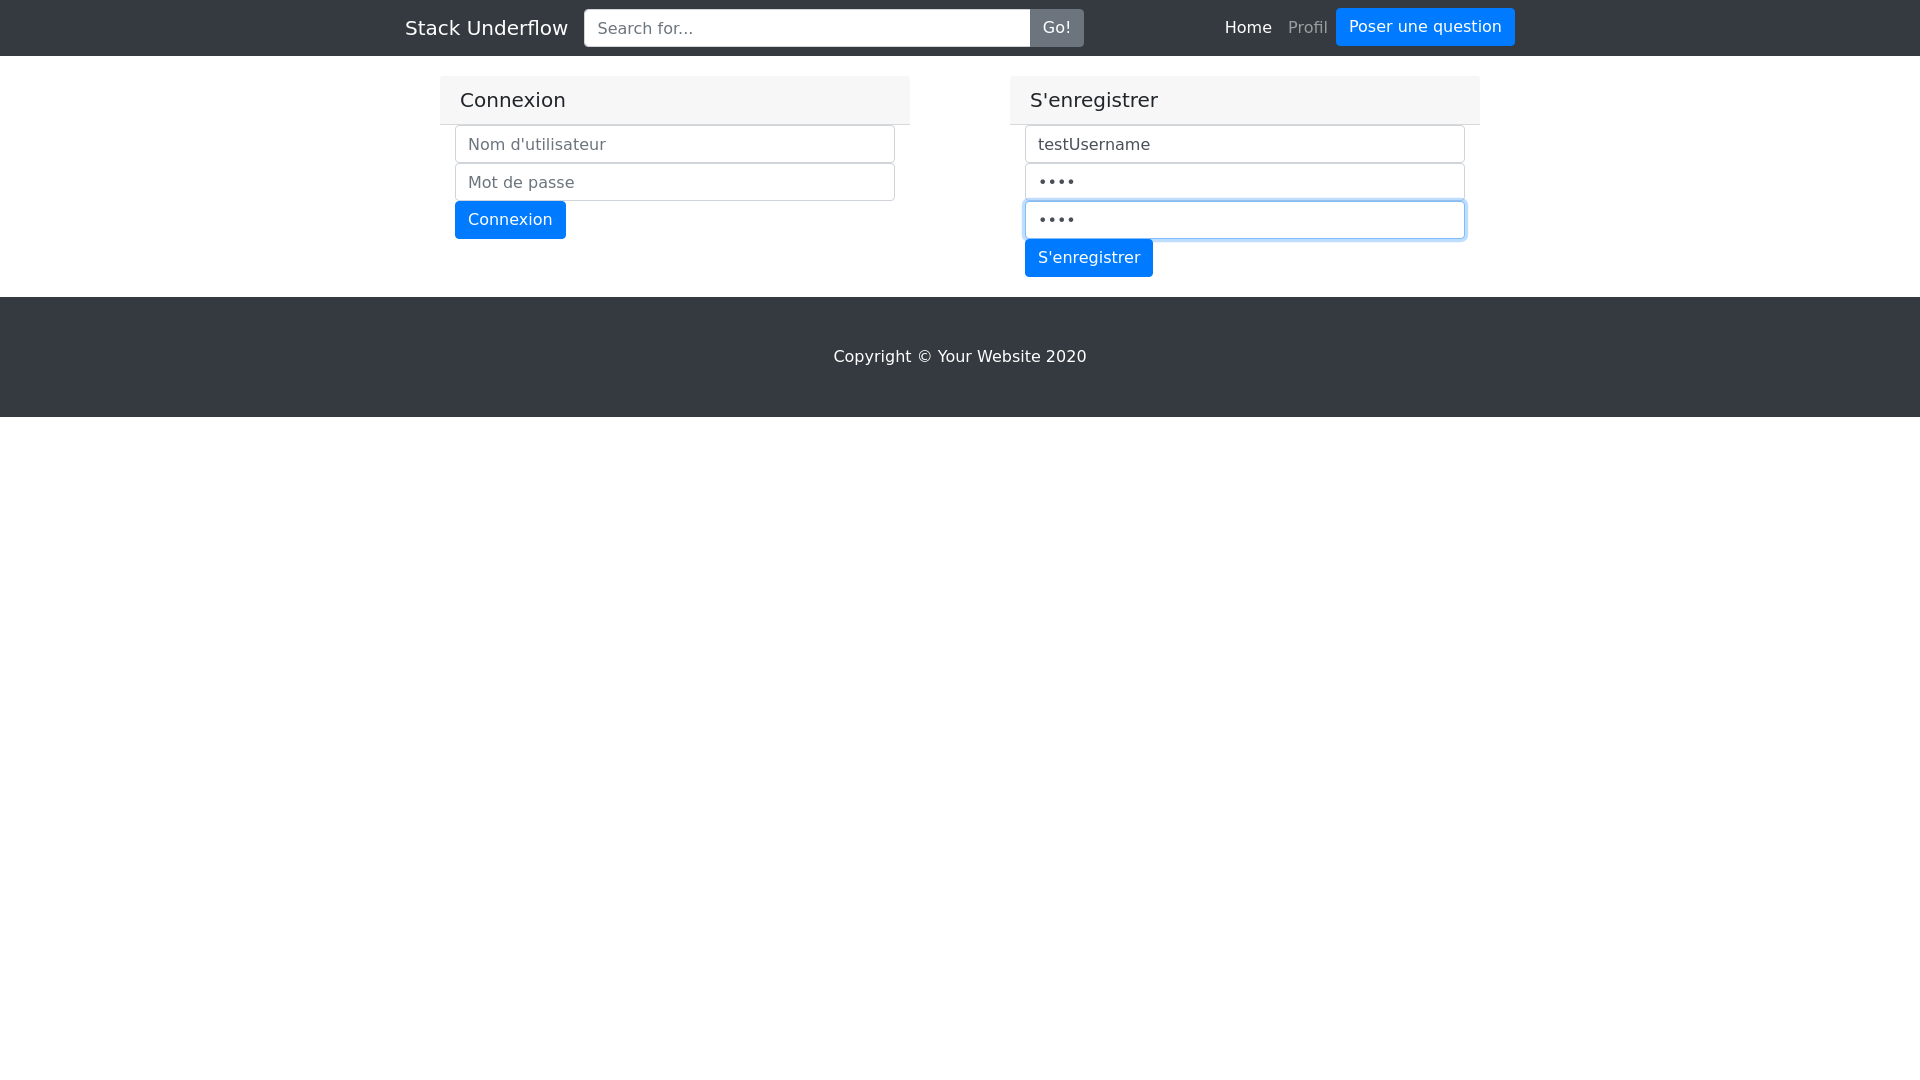 Stack Underflow
Search for...
Go!
Home
Profil
Poser une question
Connexion
Nom d'utilisateur
Mot de passe
Connexion
S'enregistrer
testUsername
••••
••••
S'enregistrer
Copyright © Your Website 2020